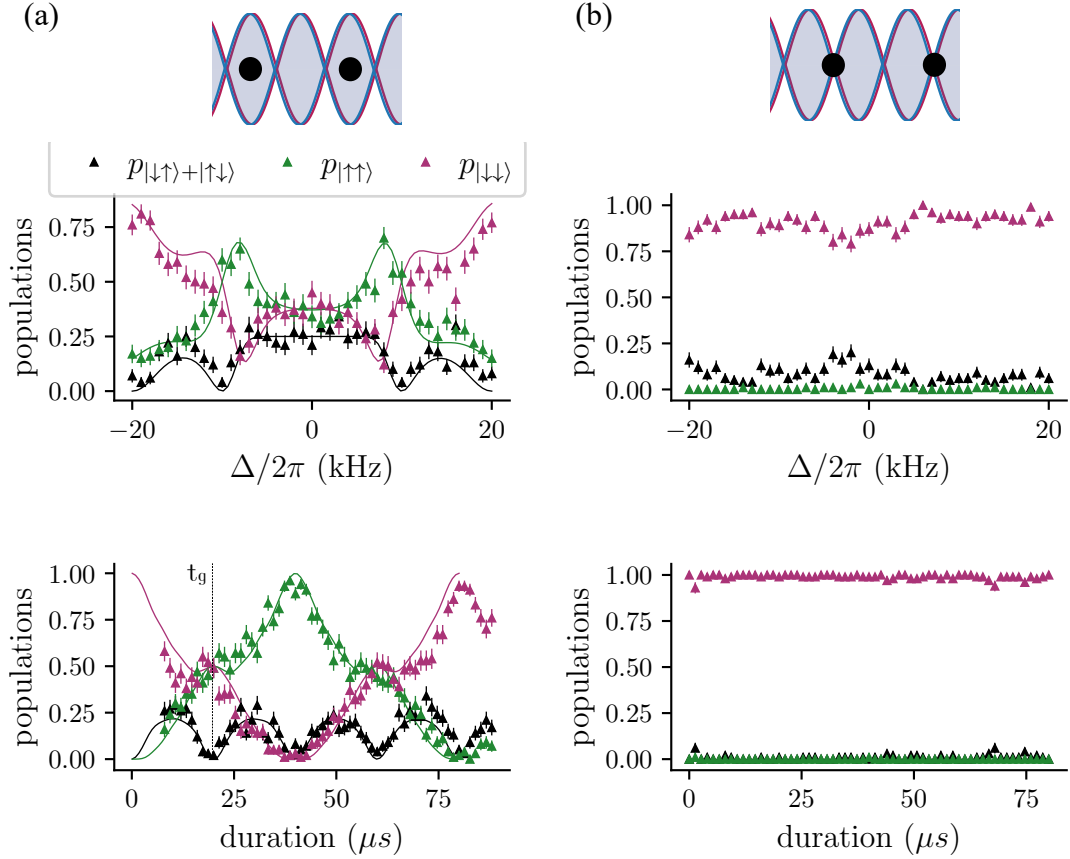 (a)
(b)
p|↓↑⟩+|↑↓⟩ p|↑↑⟩ p|↓↓⟩
populations
0.75
0.50
0.25
0.00
−20 0 20
Δ/2π (kHz)
populations
1.00
0.75
0.50
0.25
0.00
−20 0 20
Δ/2π (kHz)
populations
1.00
0.75
0.50
0.25
0.00
t_g
0 25 50 75
duration (μs)
populations
1.00
0.75
0.50
0.25
0.00
0 25 50 75
duration (μs)